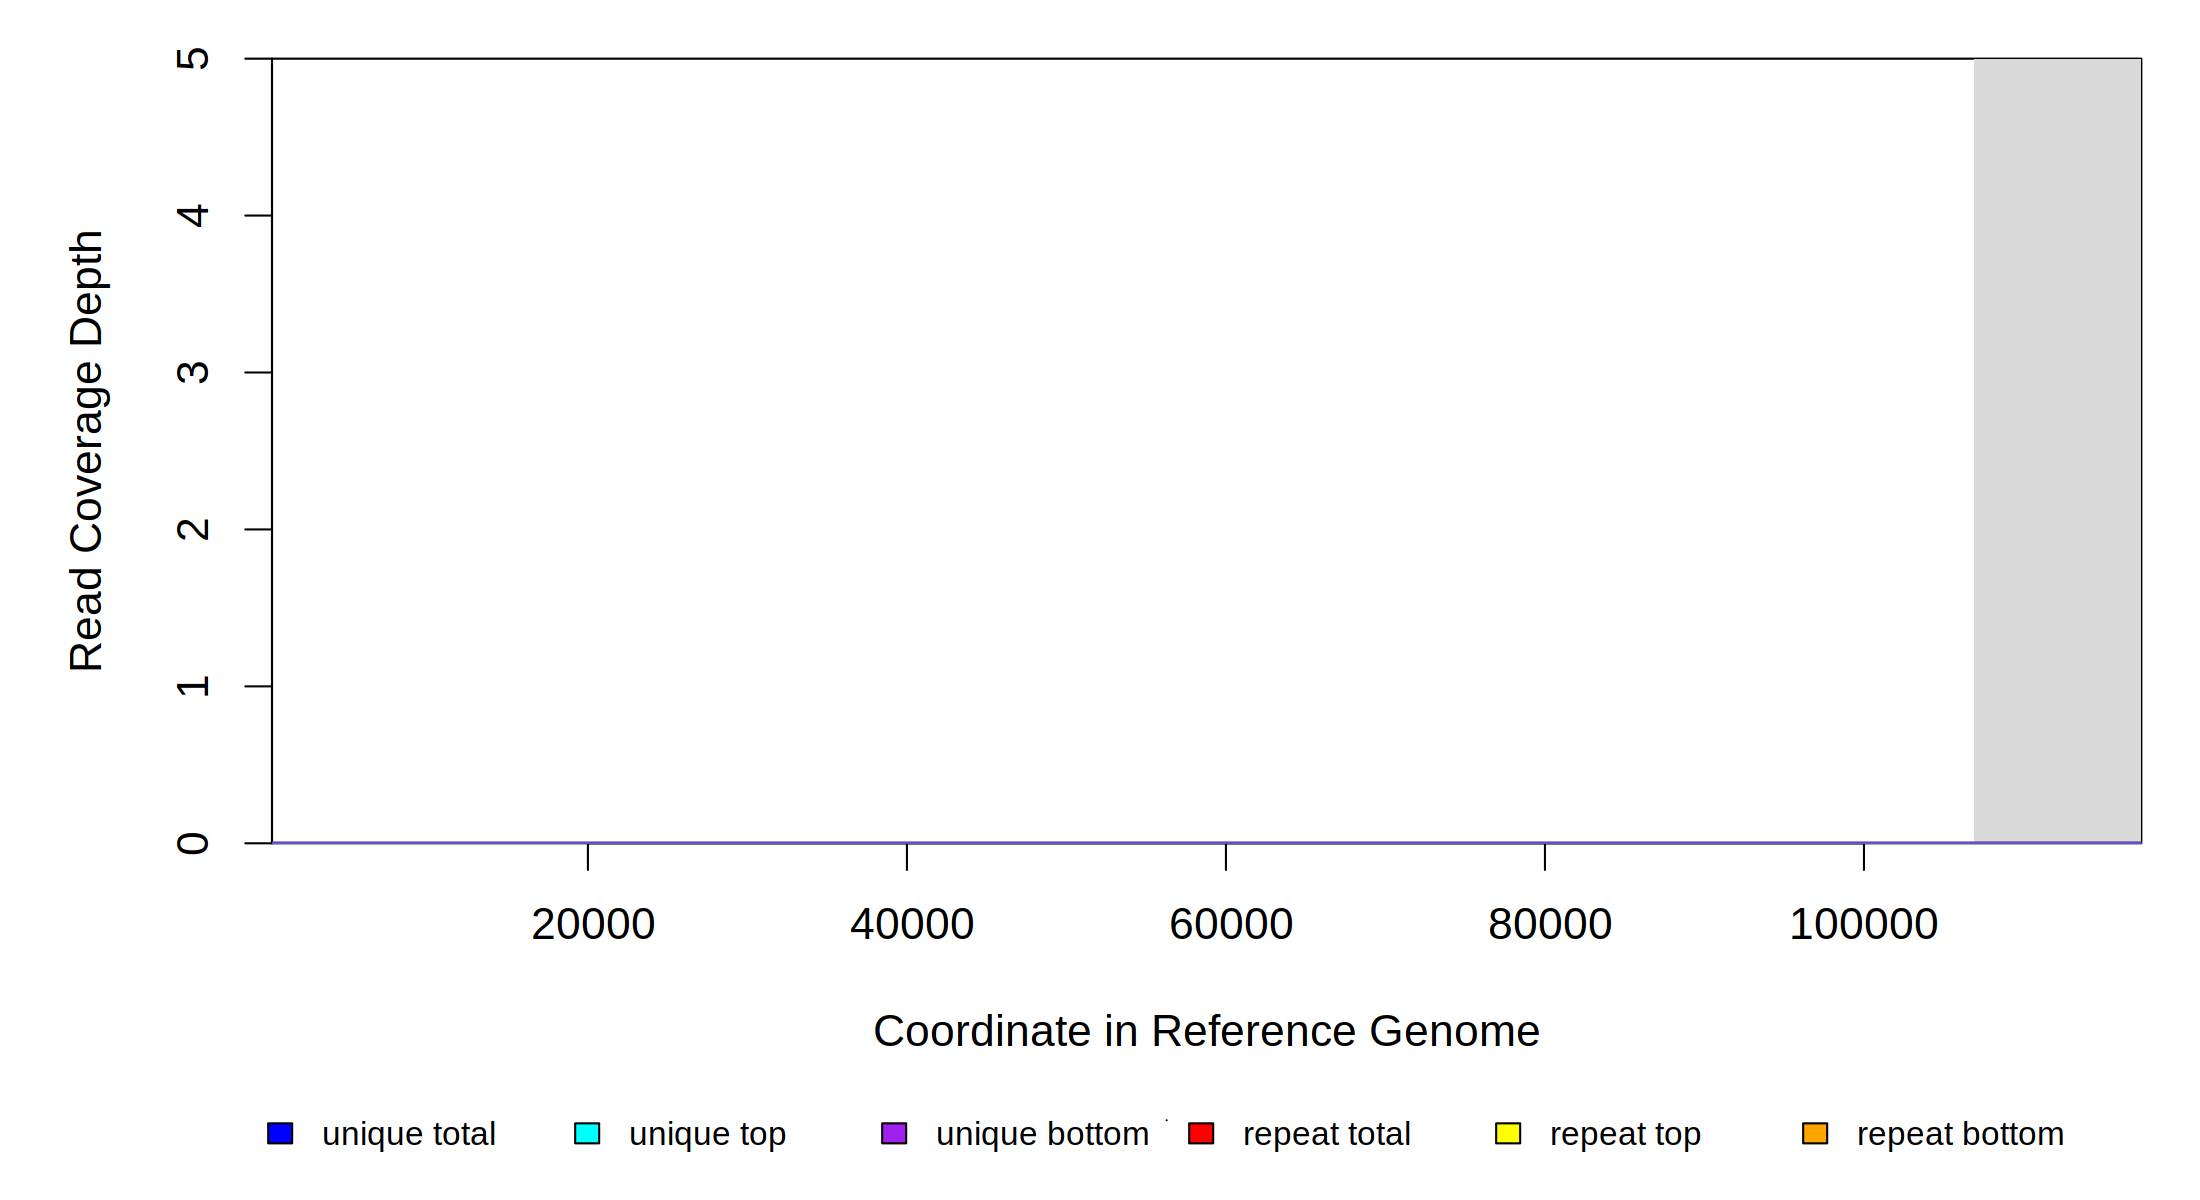 5
4
3
2
1
0
Read Coverage Depth
20000 40000 60000 80000 100000
Coordinate in Reference Genome
unique total unique top unique bottom repeat total repeat top repeat bottom